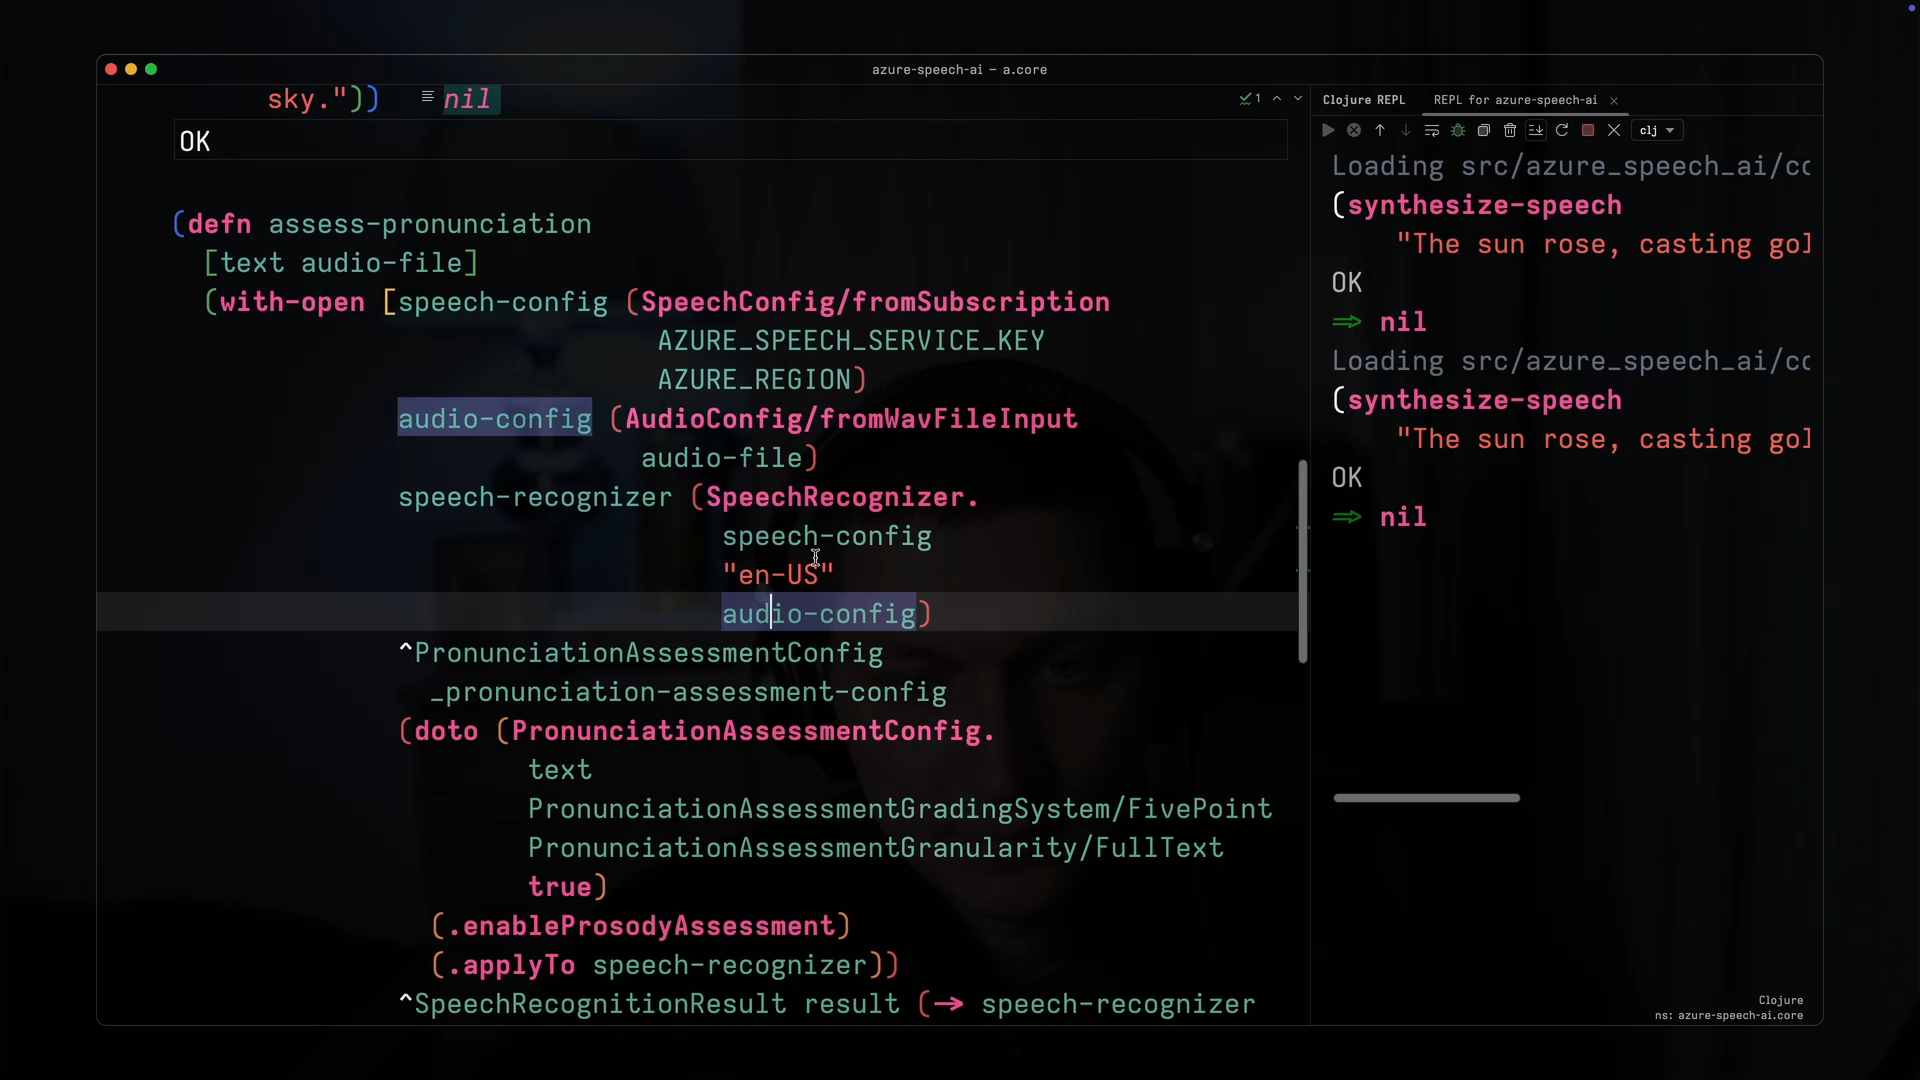 azure-speech-ai – a.core
sky."))
nil
1
OK
(defn assess-pronunciation
[text audio-file]
(with-open [speech-config (SpeechConfig/fromSubscription
AZURE_SPEECH_SERVICE_KEY
AZURE_REGION)
audio-config (AudioConfig/fromWavFileInput
audio-file)
speech-recognizer (SpeechRecognizer.
speech-config
"en-US"
audio-config)
^PronunciationAssessmentConfig
_pronunciation-assessment-config
(doto (PronunciationAssessmentConfig.
text
PronunciationAssessmentGradingSystem/FivePoint
PronunciationAssessmentGranularity/FullText
true)
(.enableProsodyAssessment)
(.applyTo speech-recognizer))
^SpeechRecognitionResult result (-> speech-recognizer
Clojure REPL
REPL for azure-speech-ai
clj
Loading src/azure_speech_ai/co
(synthesize-speech
"The sun rose, casting gol
OK
=> nil
Loading src/azure_speech_ai/co
(synthesize-speech
"The sun rose, casting gol
OK
=> nil
Clojure
ns: azure-speech-ai.core